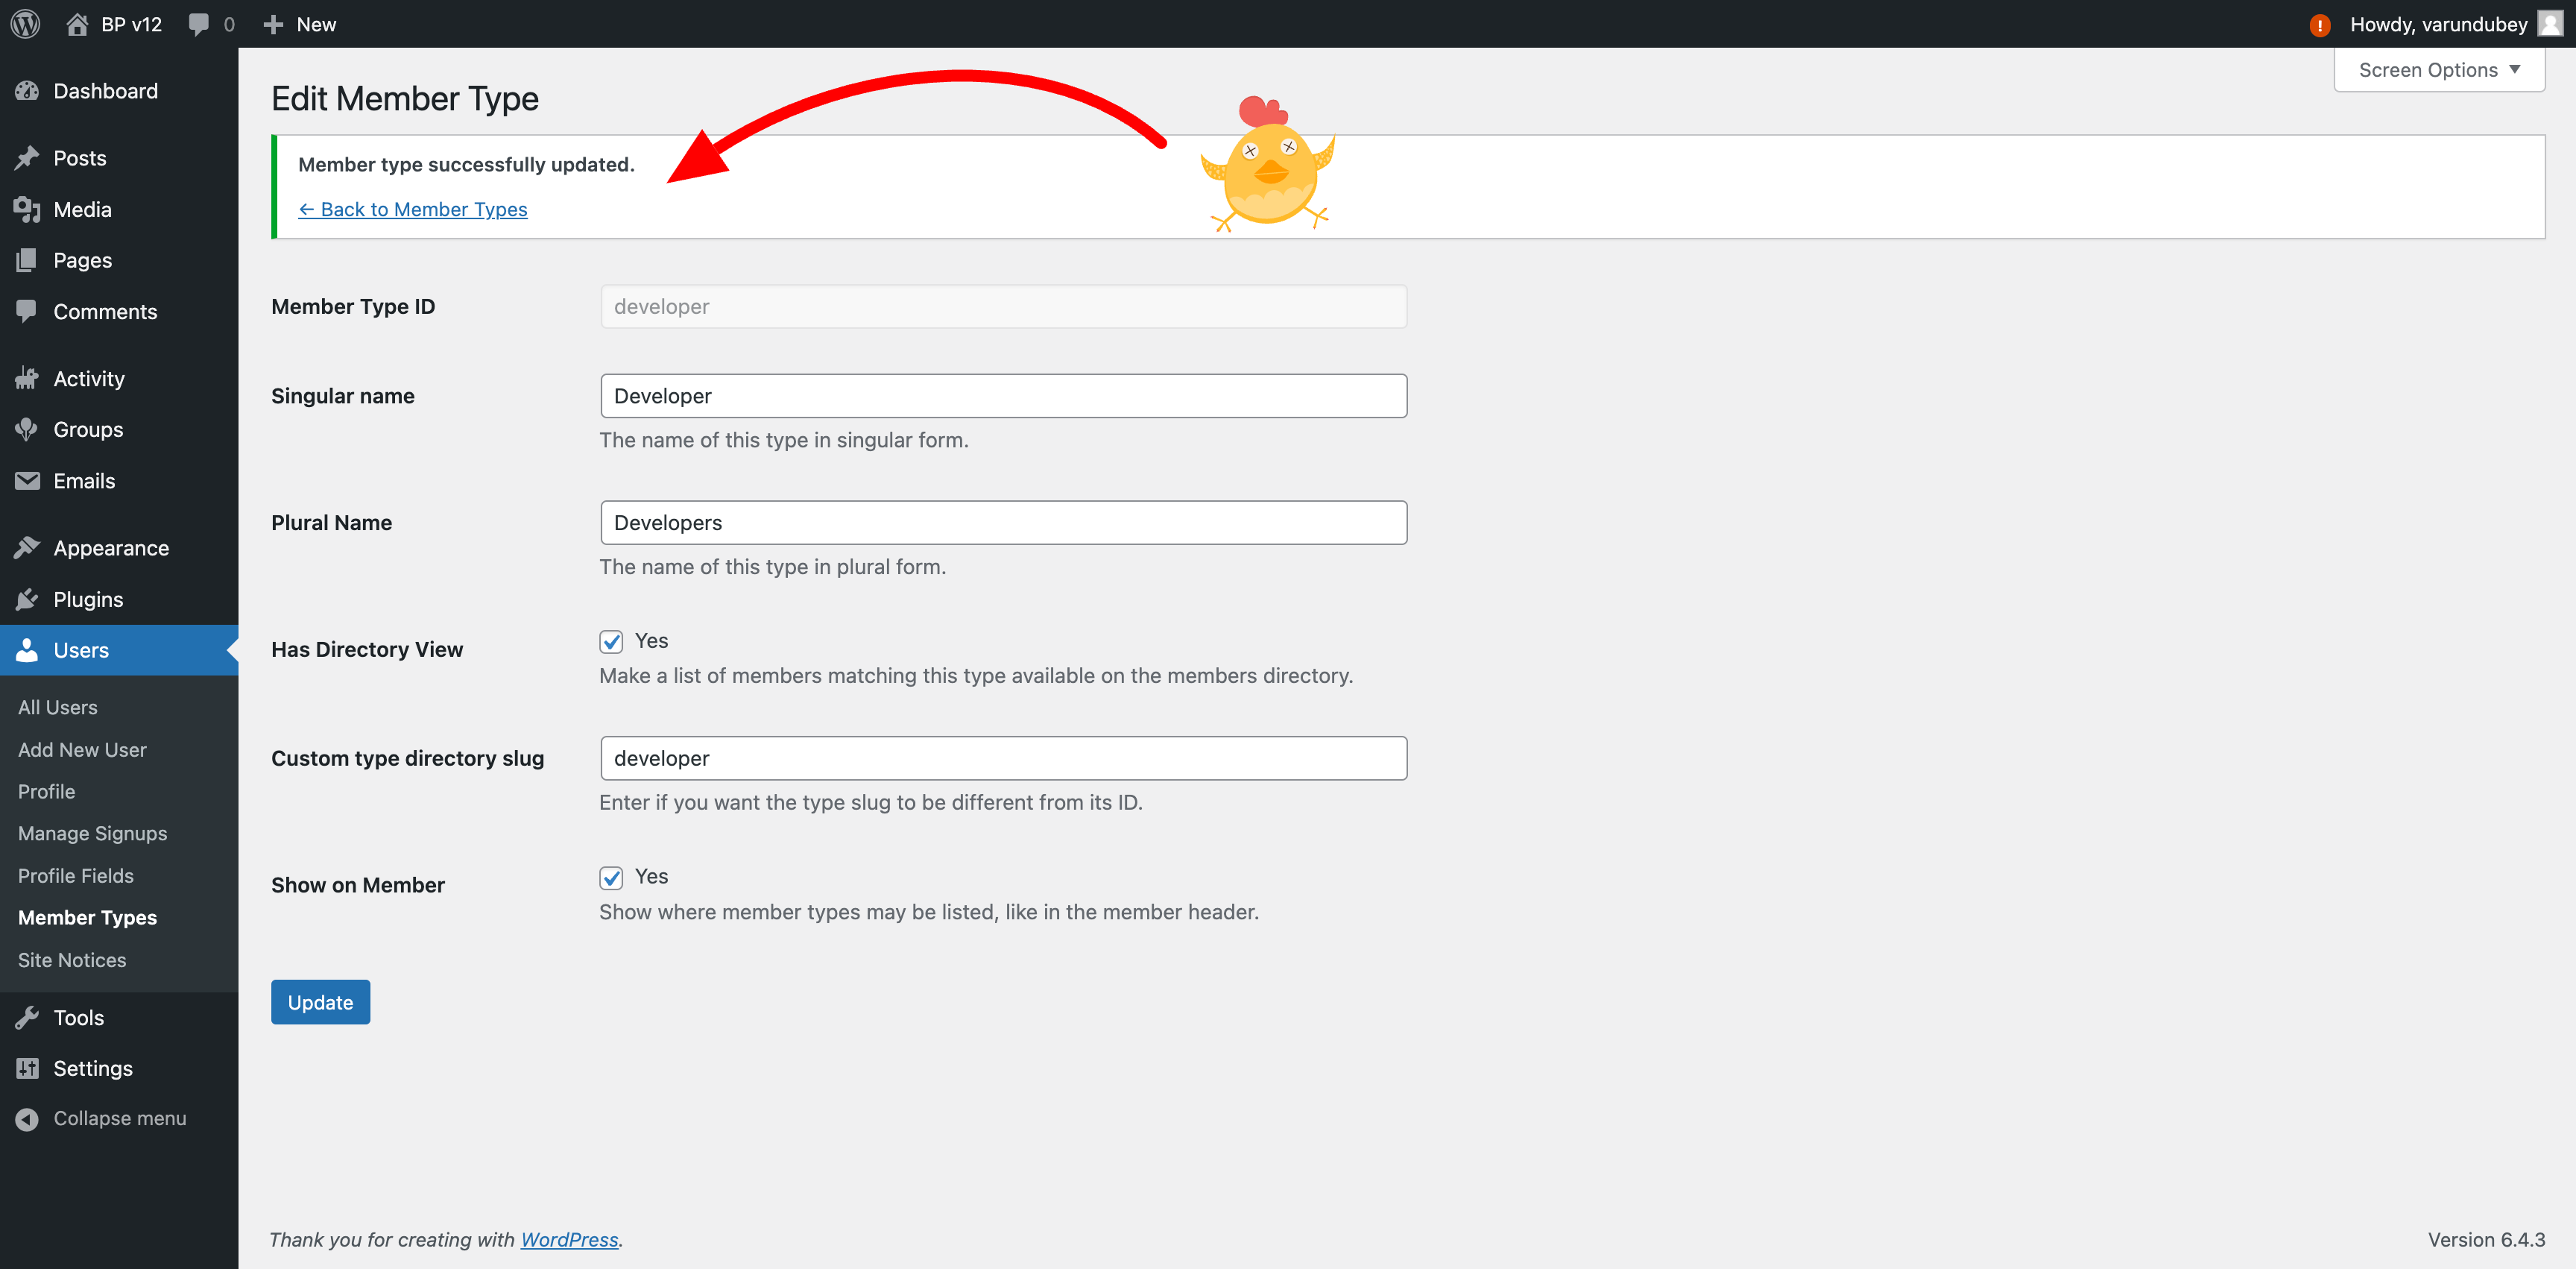 BP v12
0
New
Howdy, varundubey
Screen Options
Dashboard
Posts
Media
Pages
Comments
Activity
Groups
Emails
Appearance
Plugins
Users
All Users
Add New User
Profile
Manage Signups
Profile Fields
Member Types
Site Notices
Tools
Settings
Collapse menu
Edit Member Type
Member type successfully updated.
← Back to Member Types
Member Type ID
developer
Singular name
Developer
The name of this type in singular form.
Plural Name
Developers
The name of this type in plural form.
Has Directory View
Yes
Make a list of members matching this type available on the members directory.
Custom type directory slug
developer
Enter if you want the type slug to be different from its ID.
Show on Member
Yes
Show where member types may be listed, like in the member header.
Update
Thank you for creating with WordPress.
Version 6.4.3